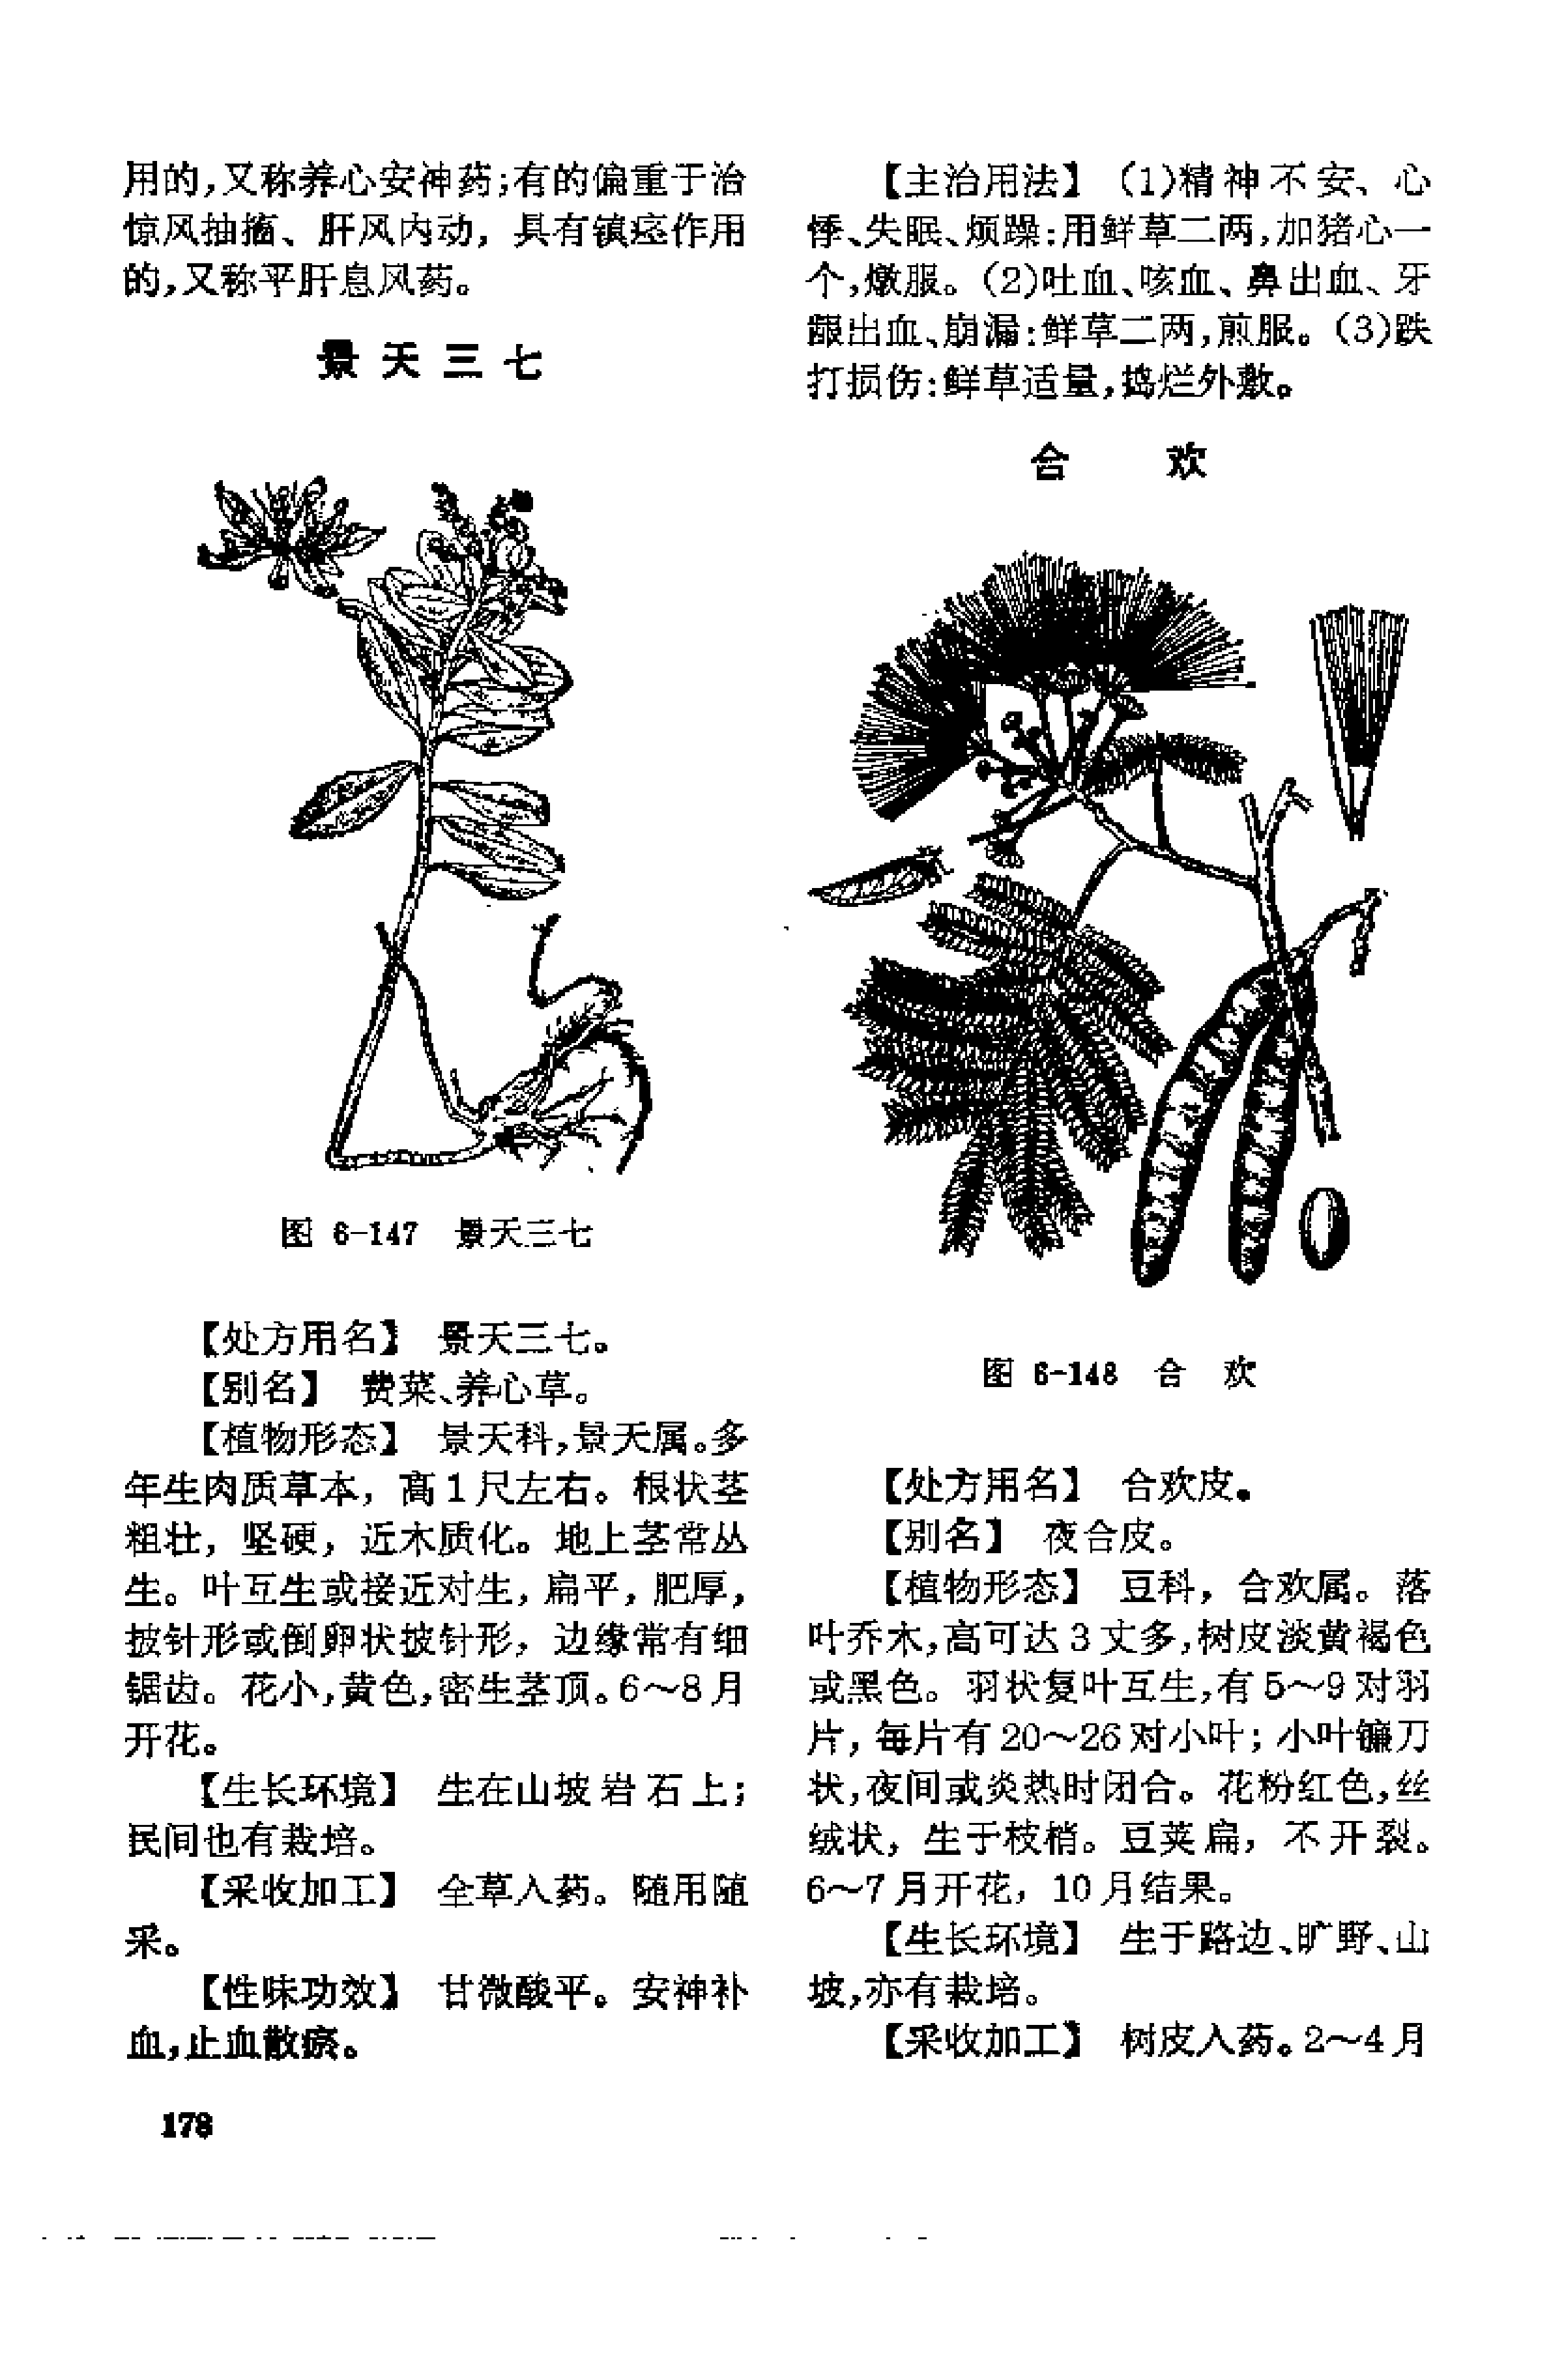 用的,又称养心安神药;有的偏重于治
惊风抽搐、肝风内动，具有镇痉作用
的,又称平肝息风药。
景天三七
图 6-147 景天三七
【处方用名】 景天三七。
【别名】 费菜、养心草。
【植物形态】 景天科,景天属。多
年生肉质草本，高1尺左右。根状茎
粗壮，坚硬，近木质化。地上茎常丛
生。叶互生或接近对生，扁平，肥厚，
披针形或倒卵状披针形，边缘常有细
锯齿。花小,黄色,密生茎顶。6～8月
开花。
【生长环境】 生在山坡岩石上；
民间也有栽培。
【采收加工】 全草入药。随用随
采。
【性味功效】 甘微酸平。安神补
血,止血散瘀。
178
【主治用法】 (1)精神不安、心
悸、失眠、烦躁:用鲜草二两,加猪心一
个,燉服。(2)吐血、咳血、鼻出血、牙
龈出血、崩漏:鲜草二两,煎服。(3)跌
打损伤:鲜草适量,捣烂外敷。
合欢
图 6-148 合欢
【处方用名】 合欢皮。
【别名】 夜合皮。
【植物形态】 豆科，合欢属。落
叶乔木,高可达3丈多,树皮淡黄褐色
或黑色。羽状复叶互生,有5～9对羽
片，每片有20～26对小叶；小叶镰刀
状,夜间或炎热时闭合。花粉红色,丝
绒状，生于枝梢。豆荚扁，不开裂。
6～7月开花，10月结果。
【生长环境】 生于路边、旷野、山
坡,亦有栽培。
【采收加工】 树皮入药。2～4月